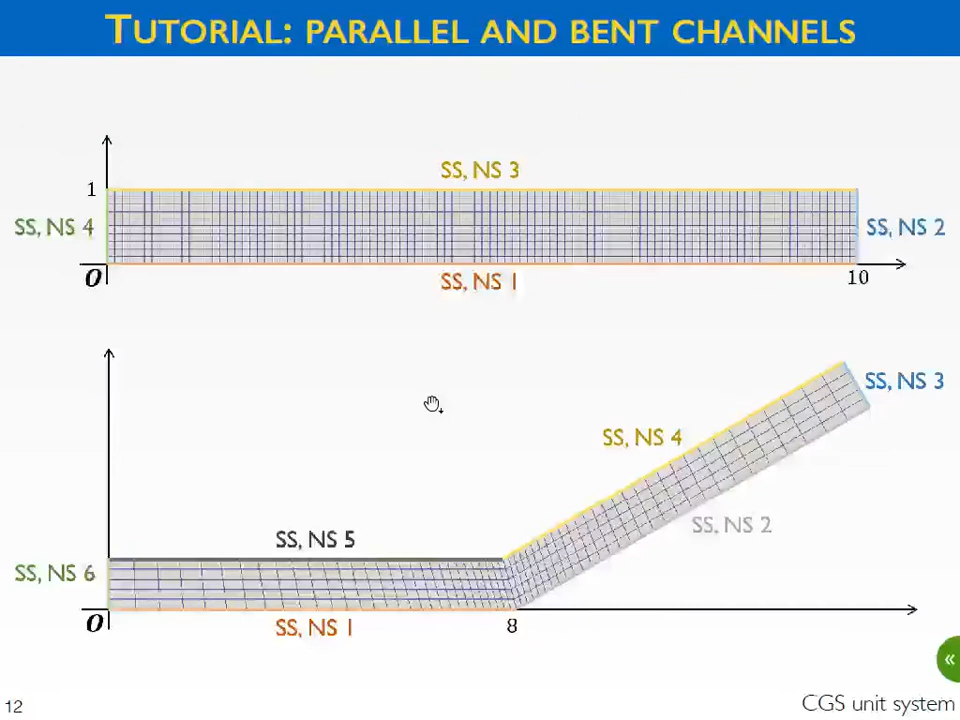 TUTORIAL: PARALLEL AND BENT CHANNELS
SS, NS 3
1
SS, NS 4
SS, NS 2
O
10
SS, NS 1
SS, NS 3
SS, NS 4
SS, NS 2
SS, NS 5
SS, NS 6
O
8
SS, NS 1
«
12
CGS unit system